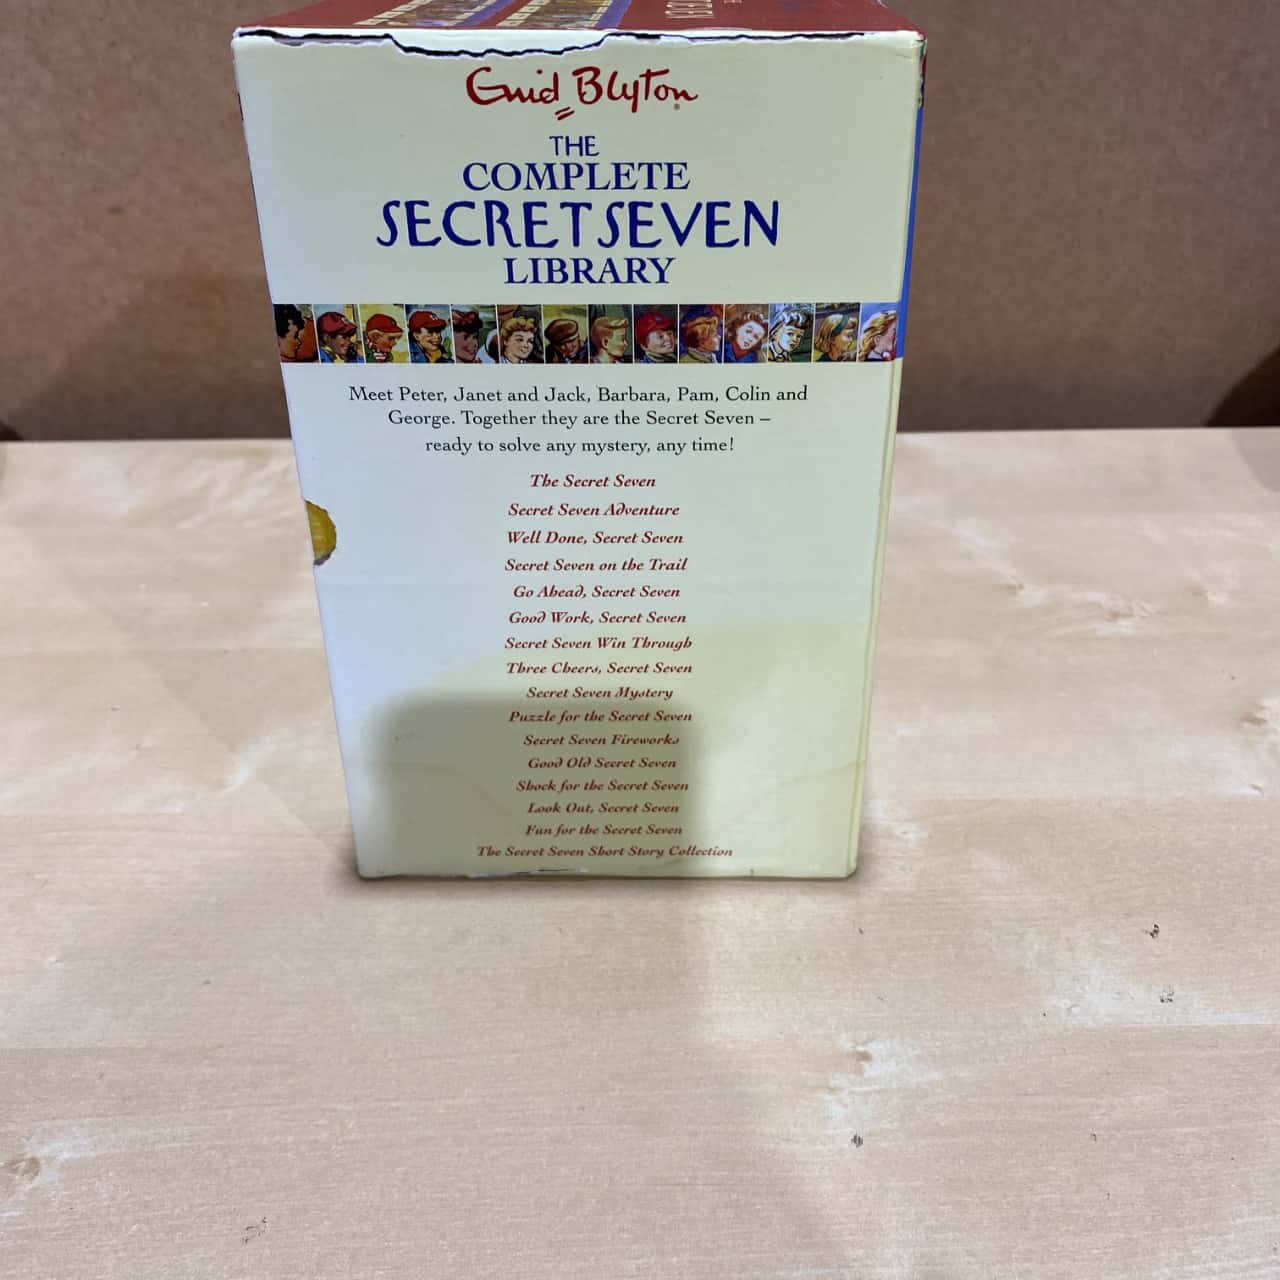 Enid Blyton
THE
COMPLETE
SECRET SEVEN
LIBRARY
Meet Peter, Janet and Jack, Barbara, Pam, Colin and
George. Together they are the Secret Seven –
ready to solve any mystery, any time!
The Secret Seven
Secret Seven Adventure
Well Done, Secret Seven
Secret Seven on the Trail
Go Ahead, Secret Seven
Good Work, Secret Seven
Secret Seven Win Through
Three Cheers, Secret Seven
Secret Seven Mystery
Puzzle for the Secret Seven
Secret Seven Fireworks
Good Old Secret Seven
Shock for the Secret Seven
Look Out, Secret Seven
Fun for the Secret Seven
The Secret Seven Short Story Collection